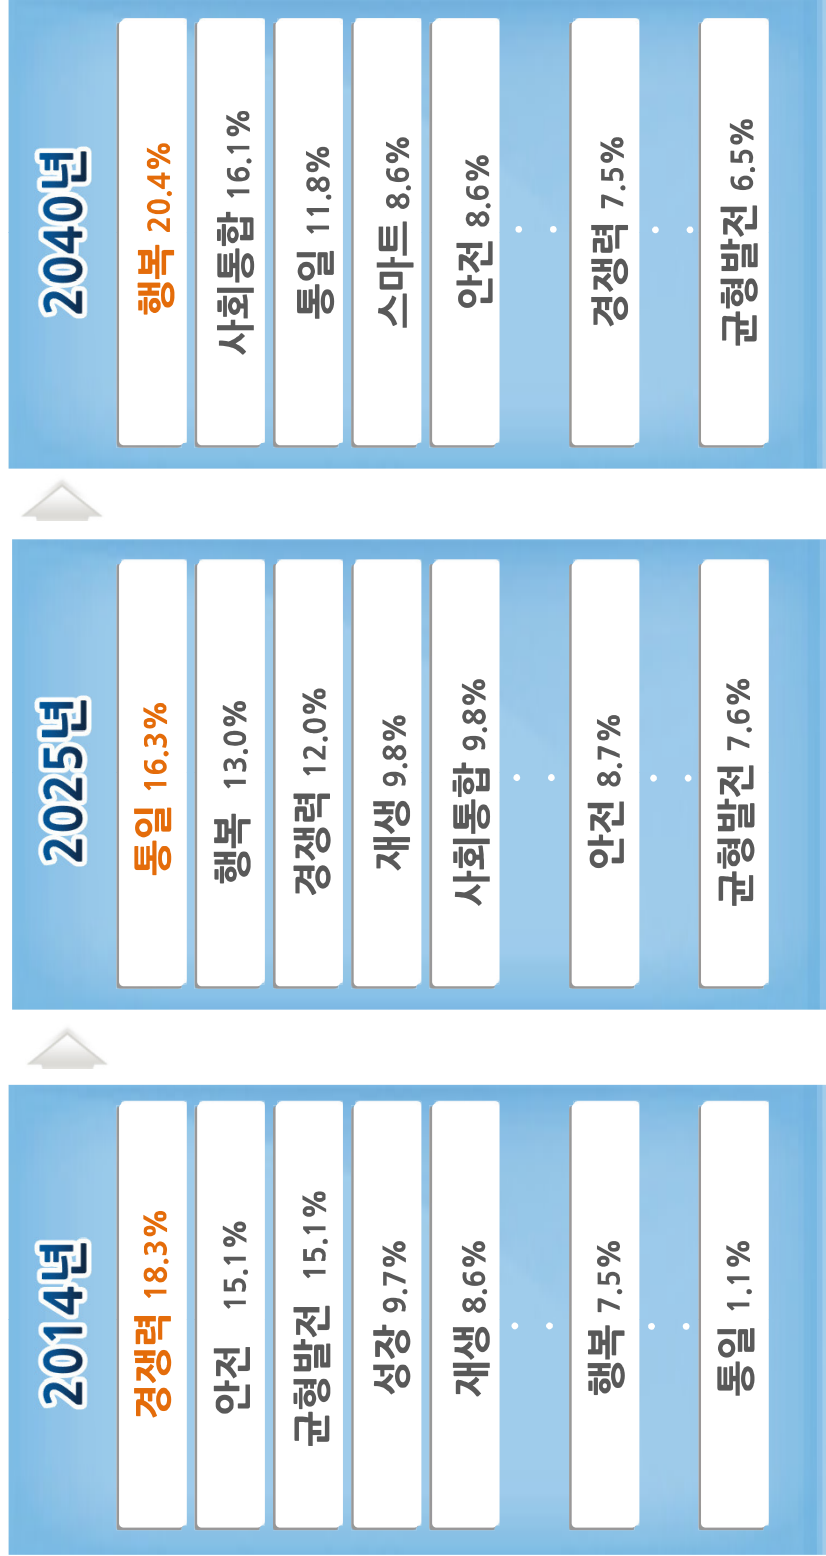 2014년
경쟁력 18.3%
안전 15.1%
균형발전 15.1%
성장 9.7%
재생 8.6%
행복 7.5%
통일 1.1%
2025년
통일 16.3%
행복 13.0%
경쟁력 12.0%
재생 9.8%
사회통합 9.8%
안전 8.7%
균형발전 7.6%
2040년
행복 20.4%
사회통합 16.1%
통일 11.8%
스마트 8.6%
안전 8.6%
경쟁력 7.5%
균형발전 6.5%